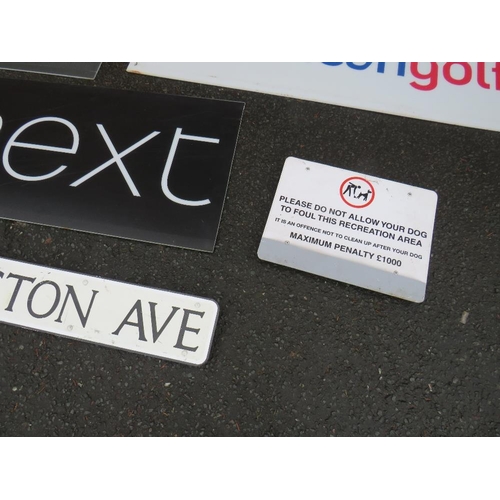 golf
ext
PLEASE DO NOT ALLOW YOUR DOG
TO FOUL THIS RECREATION AREA
IT IS AN OFFENCE NOT TO CLEAN UP AFTER YOUR DOG
MAXIMUM PENALTY £1000
TON AVE